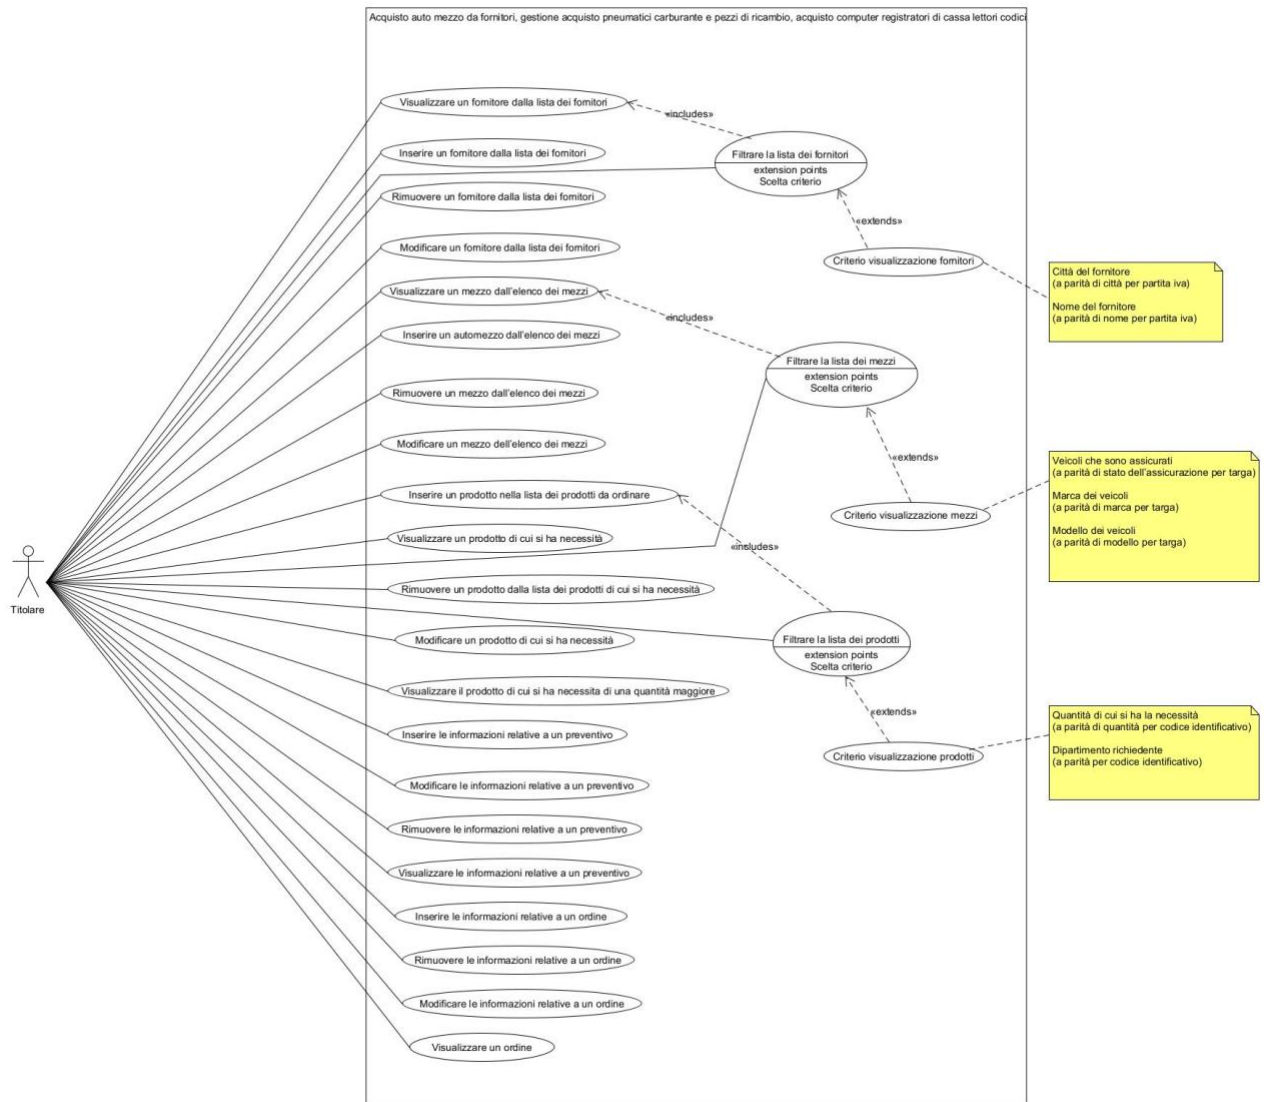 Acquisto auto mezzo da fornitori, gestione acquisto pneumatici carburante e pezzi di ricambio, acquisto computer registratori di cassa lettori codici
Visualizzare un fornitore dalla lista dei fornitori
«includes»
Inserire un fornitore dalla lista dei fornitori
Filtrare la lista dei fornitori
extension points
Scelta criterio
Rimuovere un fornitore dalla lista dei fornitori
«extends»
Modificare un fornitore dalla lista dei fornitori
Criterio visualizzazione fornitori
Città del fornitore
(a parità di città per partita iva)
Nome del fornitore
(a parità di nome per partita iva)
Visualizzare un mezzo dall'elenco dei mezzi
«includes»
Inserire un automezzo dall'elenco dei mezzi
Filtrare la lista dei mezzi
extension points
Scelta criterio
Rimuovere un mezzo dall'elenco dei mezzi
Modificare un mezzo dell'elenco dei mezzi
«extends»
Veicoli che sono assicurati
(a parità di stato dell'assicurazione per targa)
Marca dei veicoli
(a parità di marca per targa)
Modello dei veicoli
(a parità di modello per targa)
Inserire un prodotto nella lista dei prodotti da ordinare
Criterio visualizzazione mezzi
Visualizzare un prodotto di cui si ha necessità
«includes»
Rimuovere un prodotto dalla lista dei prodotti di cui si ha necessità
Titolare
Modificare un prodotto di cui si ha necessità
Filtrare la lista dei prodotti
extension points
Scelta criterio
Visualizzare il prodotto di cui si ha necessita di una quantità maggiore
«extends»
Quantità di cui si ha la necessità
(a parità di quantità per codice identificativo)
Dipartimento richiedente
(a parità per codice identificativo)
Inserire le informazioni relative a un preventivo
Criterio visualizzazione prodotti
Modificare le informazioni relative a un preventivo
Rimuovere le informazioni relative a un preventivo
Visualizzare le informazioni relative a un preventivo
Inserire le informazioni relative a un ordine
Rimuovere le informazioni relative a un ordine
Modificare le informazioni relative a un ordine
Visualizzare un ordine